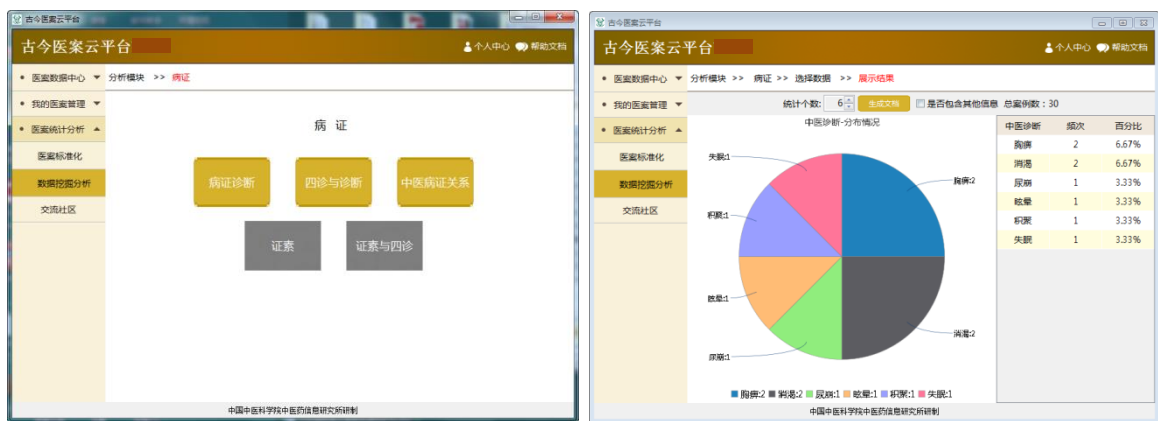 古今医案云平台
古今医案云平台
个人中心 帮助文档
医案数据中心
我的医案管理
医案统计分析
医案标准化
数据挖掘分析
交流社区
分析模块 >> 病证
病 证
病证诊断 四诊与诊断 中医病证关系
证素 证素与四诊
中国中医科学院中医药信息研究所研制
古今医案云平台
古今医案云平台
个人中心 帮助文档
医案数据中心
我的医案管理
医案统计分析
医案标准化
数据挖掘分析
交流社区
分析模块 >> 病证 >> 选择数据 >> 展示结果
统计个数: 6 生成文档 是否包含其他信息 总案例数:30
中医诊断-分布情况
失眠:1
胸痹:2
积聚:1
眩晕:1
消渴:2
尿崩:1
胸痹:2 消渴:2 尿崩:1 眩晕:1 积聚:1 失眠:1
中医诊断 频次 百分比
胸痹 2 6.67%
消渴 2 6.67%
尿崩 1 3.33%
眩晕 1 3.33%
积聚 1 3.33%
失眠 1 3.33%
中国中医科学院中医药信息研究所研制